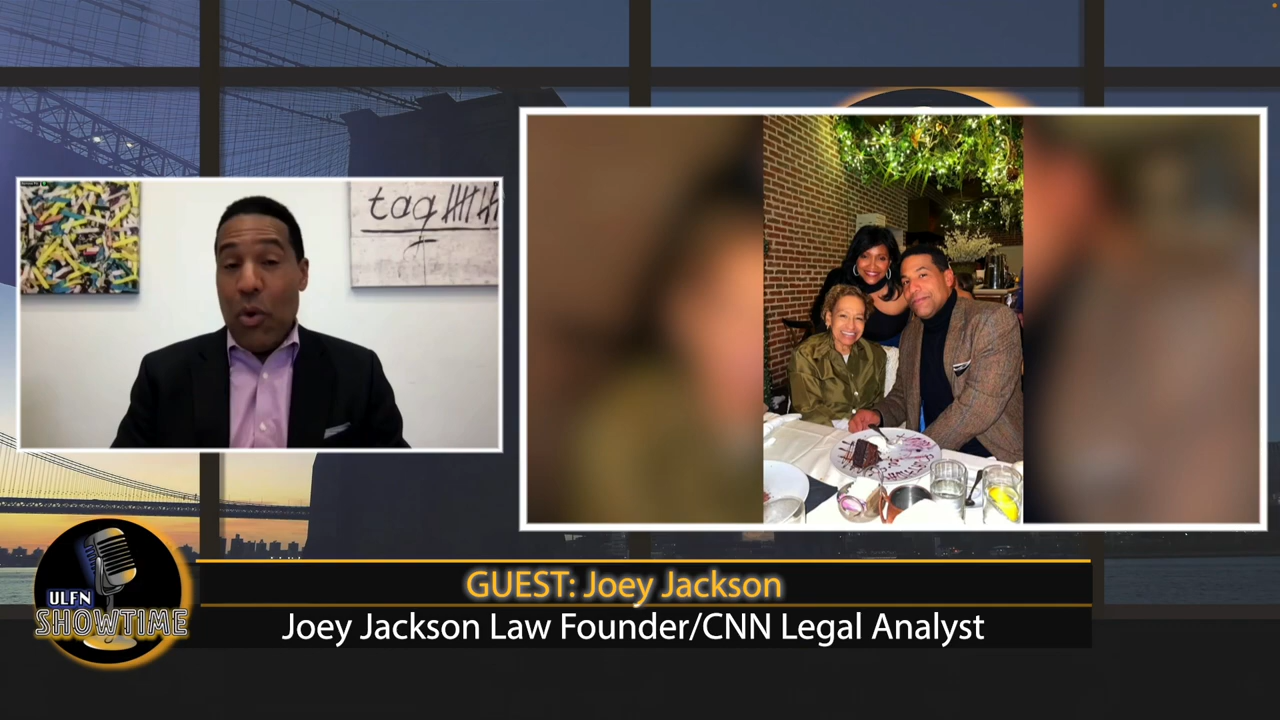 tag
ULFN
SHOWTIME
GUEST: Joey Jackson
Joey Jackson Law Founder/CNN Legal Analyst